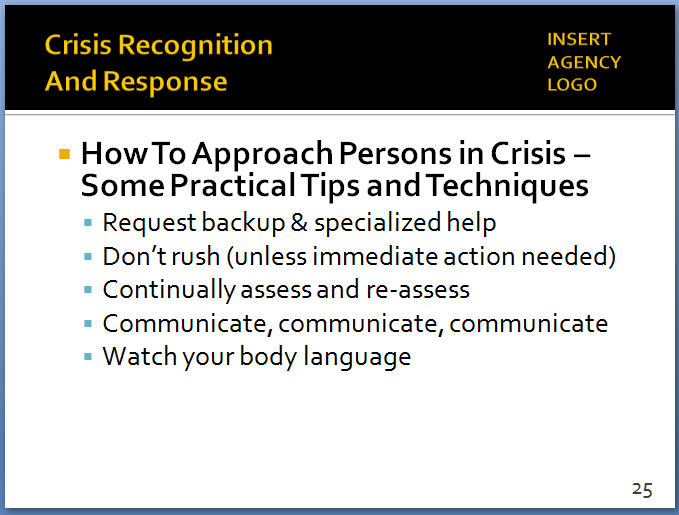 Crisis Recognition
And Response
INSERT
AGENCY
LOGO
How To Approach Persons in Crisis –
Some Practical Tips and Techniques
Request backup & specialized help
Don’t rush (unless immediate action needed)
Continually assess and re-assess
Communicate, communicate, communicate
Watch your body language
25